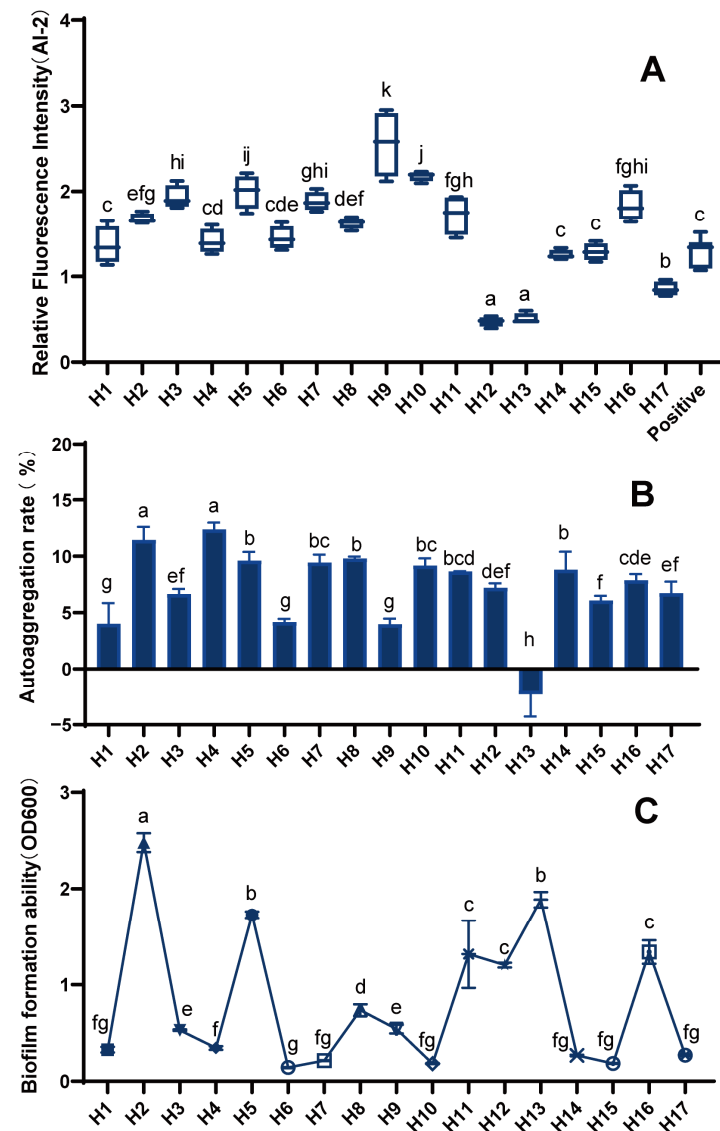 A
Relative Fluorescence Intensity(AI-2)
4
3
2
1
0
c efg hi cd ij cde ghi def k j fgh a a c c fghi b c
H1 H2 H3 H4 H5 H6 H7 H8 H9 H10 H11 H12 H13 H14 H15 H16 H17 Positive
B
Autoaggregation rate ( %)
20
15
10
5
0
−5
g a ef a b g bc b g bc bcd def h b f cde ef
H1 H2 H3 H4 H5 H6 H7 H8 H9 H10 H11 H12 H13 H14 H15 H16 H17
C
Biofilm formation ability(OD600)
3
2
1
0
fg a e f b g fg d e fg c c b fg fg c fg
H1 H2 H3 H4 H5 H6 H7 H8 H9 H10 H11 H12 H13 H14 H15 H16 H17